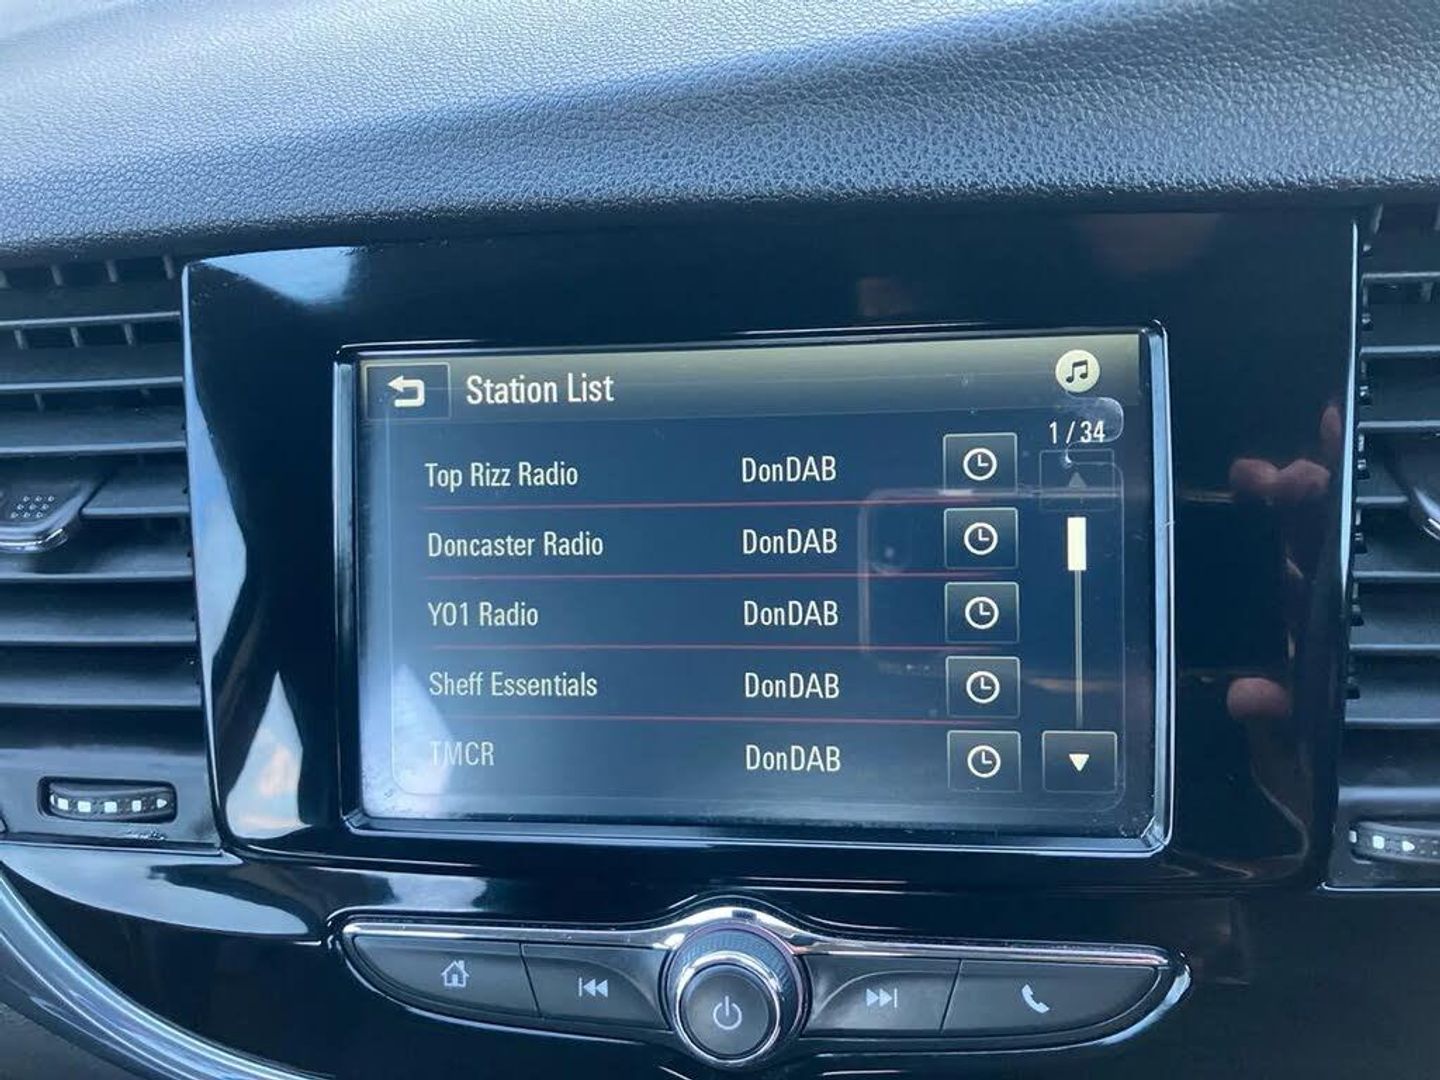 Station List
1 / 34
Top Rizz Radio DonDAB
Doncaster Radio DonDAB
YO1 Radio DonDAB
Sheff Essentials DonDAB
TMCR DonDAB